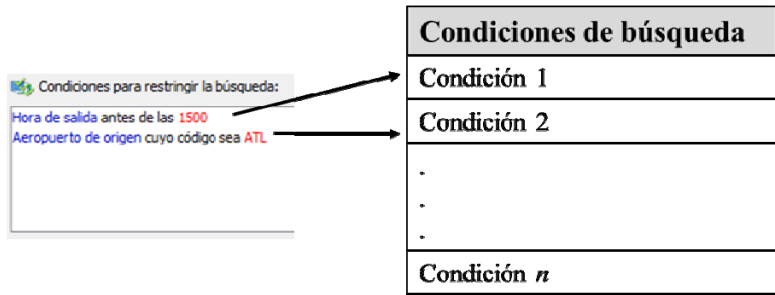 Condiciones para restringir la búsqueda:
Hora de salida antes de las 1500
Aeropuerto de origen cuyo código sea ATL
Condiciones de búsqueda
Condición 1
Condición 2
.
.
.
Condición n